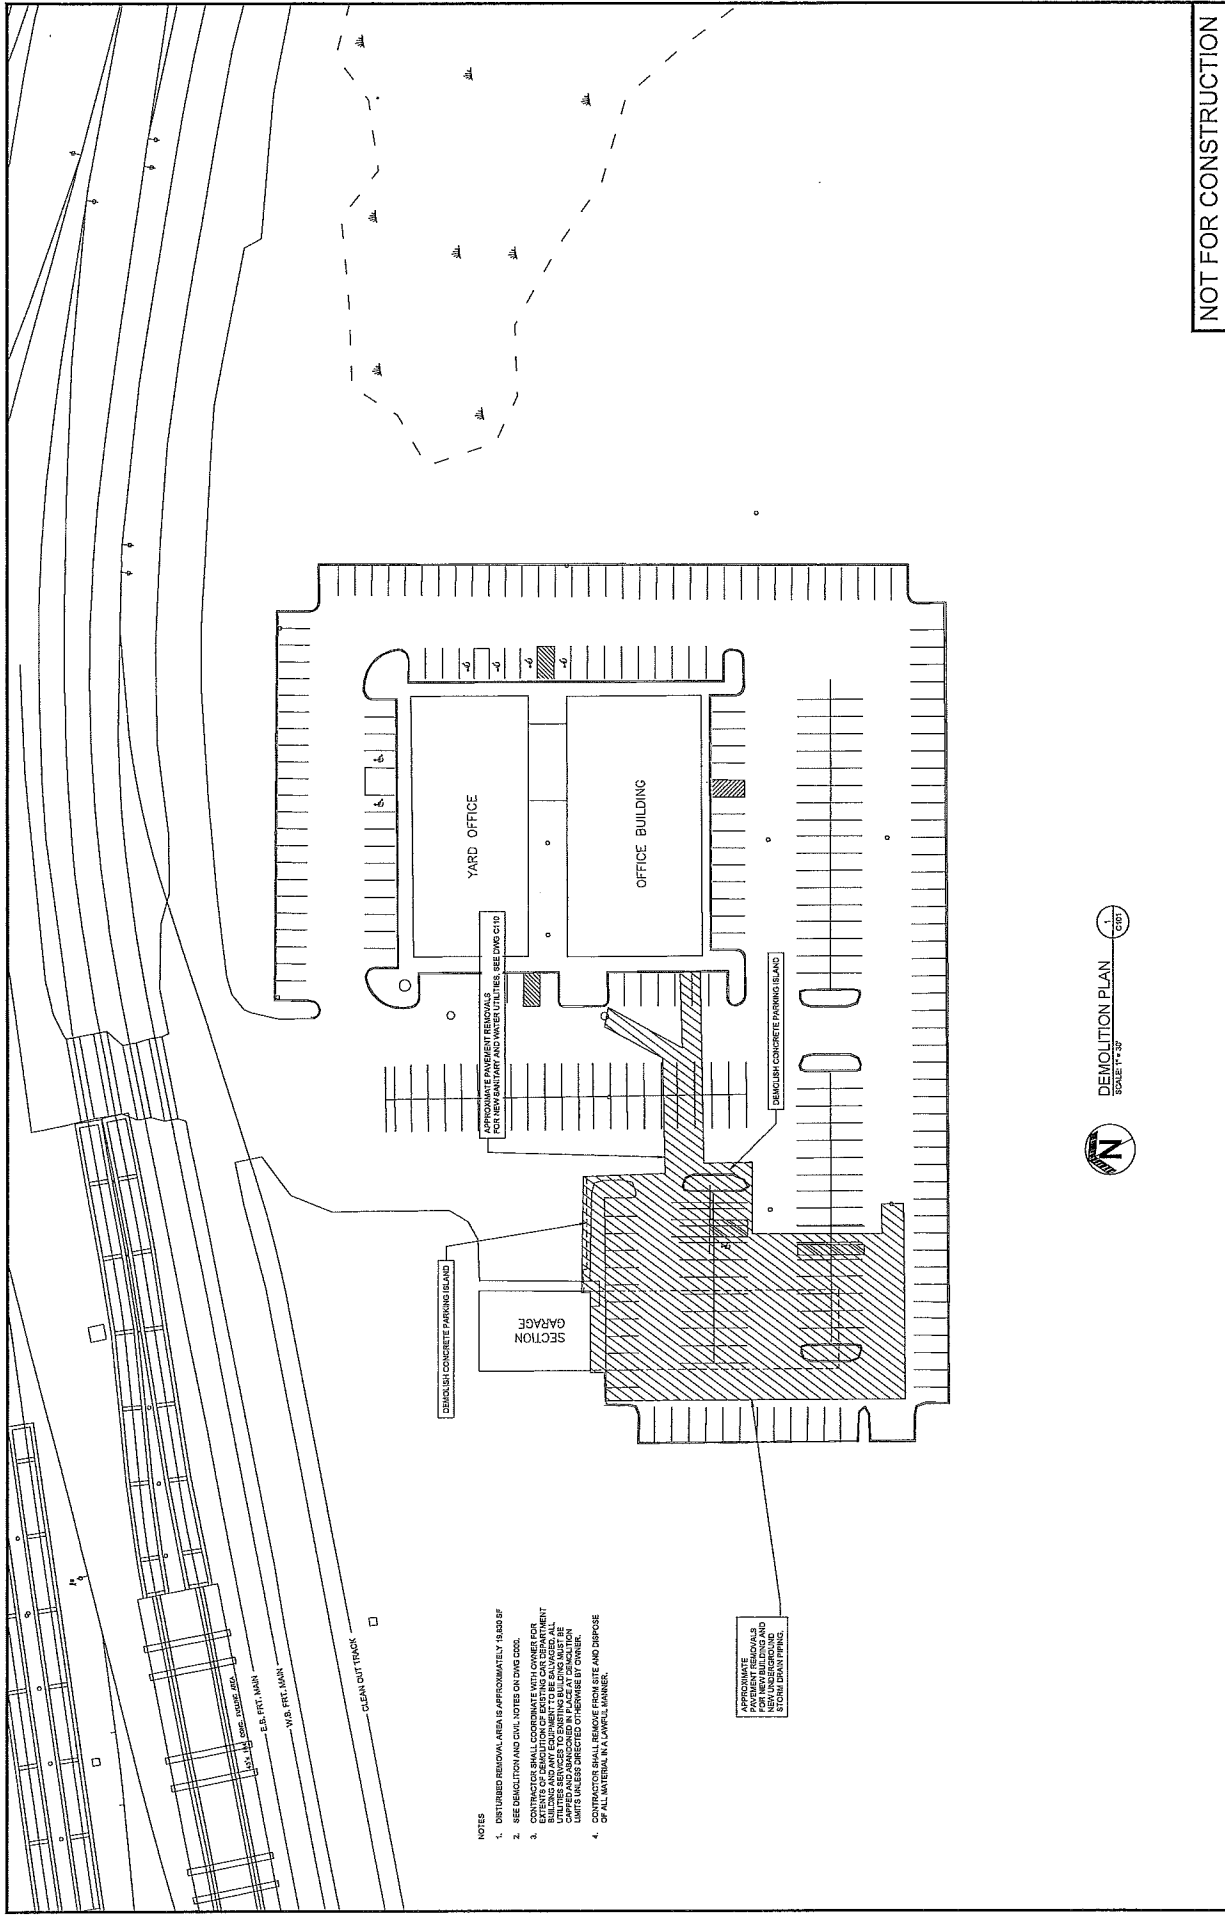 NOT FOR CONSTRUCTION
E.B. FRT. MAIN
W.B. FRT. MAIN
CLEAN OUT TRACK
YARD OFFICE
OFFICE BUILDING
SECTION
GARAGE
APPROXIMATE PAVEMENT REMOVALS
FOR NEW SANITARY AND WATER UTILITIES, SEE DWG C110
DEMOLISH CONCRETE PARKING ISLAND
DEMOLISH CONCRETE PARKING ISLAND
APPROXIMATE
PAVEMENT REMOVALS
FOR NEW BUILDING AND
NEW UNDERGROUND
STORM DRAIN PIPING.
NOTES
1. DISTURBED REMOVAL AREA IS APPROXIMATELY 19,830 SF
2. SEE DEMOLITION AND CIVIL NOTES ON DWG C000.
3. CONTRACTOR SHALL COORDINATE WITH OWNER FOR
EXTENTS OF DEMOLITION OF EXISTING CAR DEPARTMENT
BUILDING AND ANY EQUIPMENT TO BE SALVAGED. ALL
UTILITIES SERVICES TO EXISTING BUILDING MUST BE
CAPPED AND ABANDONED IN PLACE AT DEMOLITION
LIMITS UNLESS DIRECTED OTHERWISE BY OWNER.
4. CONTRACTOR SHALL REMOVE FROM SITE AND DISPOSE
OF ALL MATERIAL IN A LAWFUL MANNER.
N
DEMOLITION PLAN
SCALE: 1" = 30'
1
C101